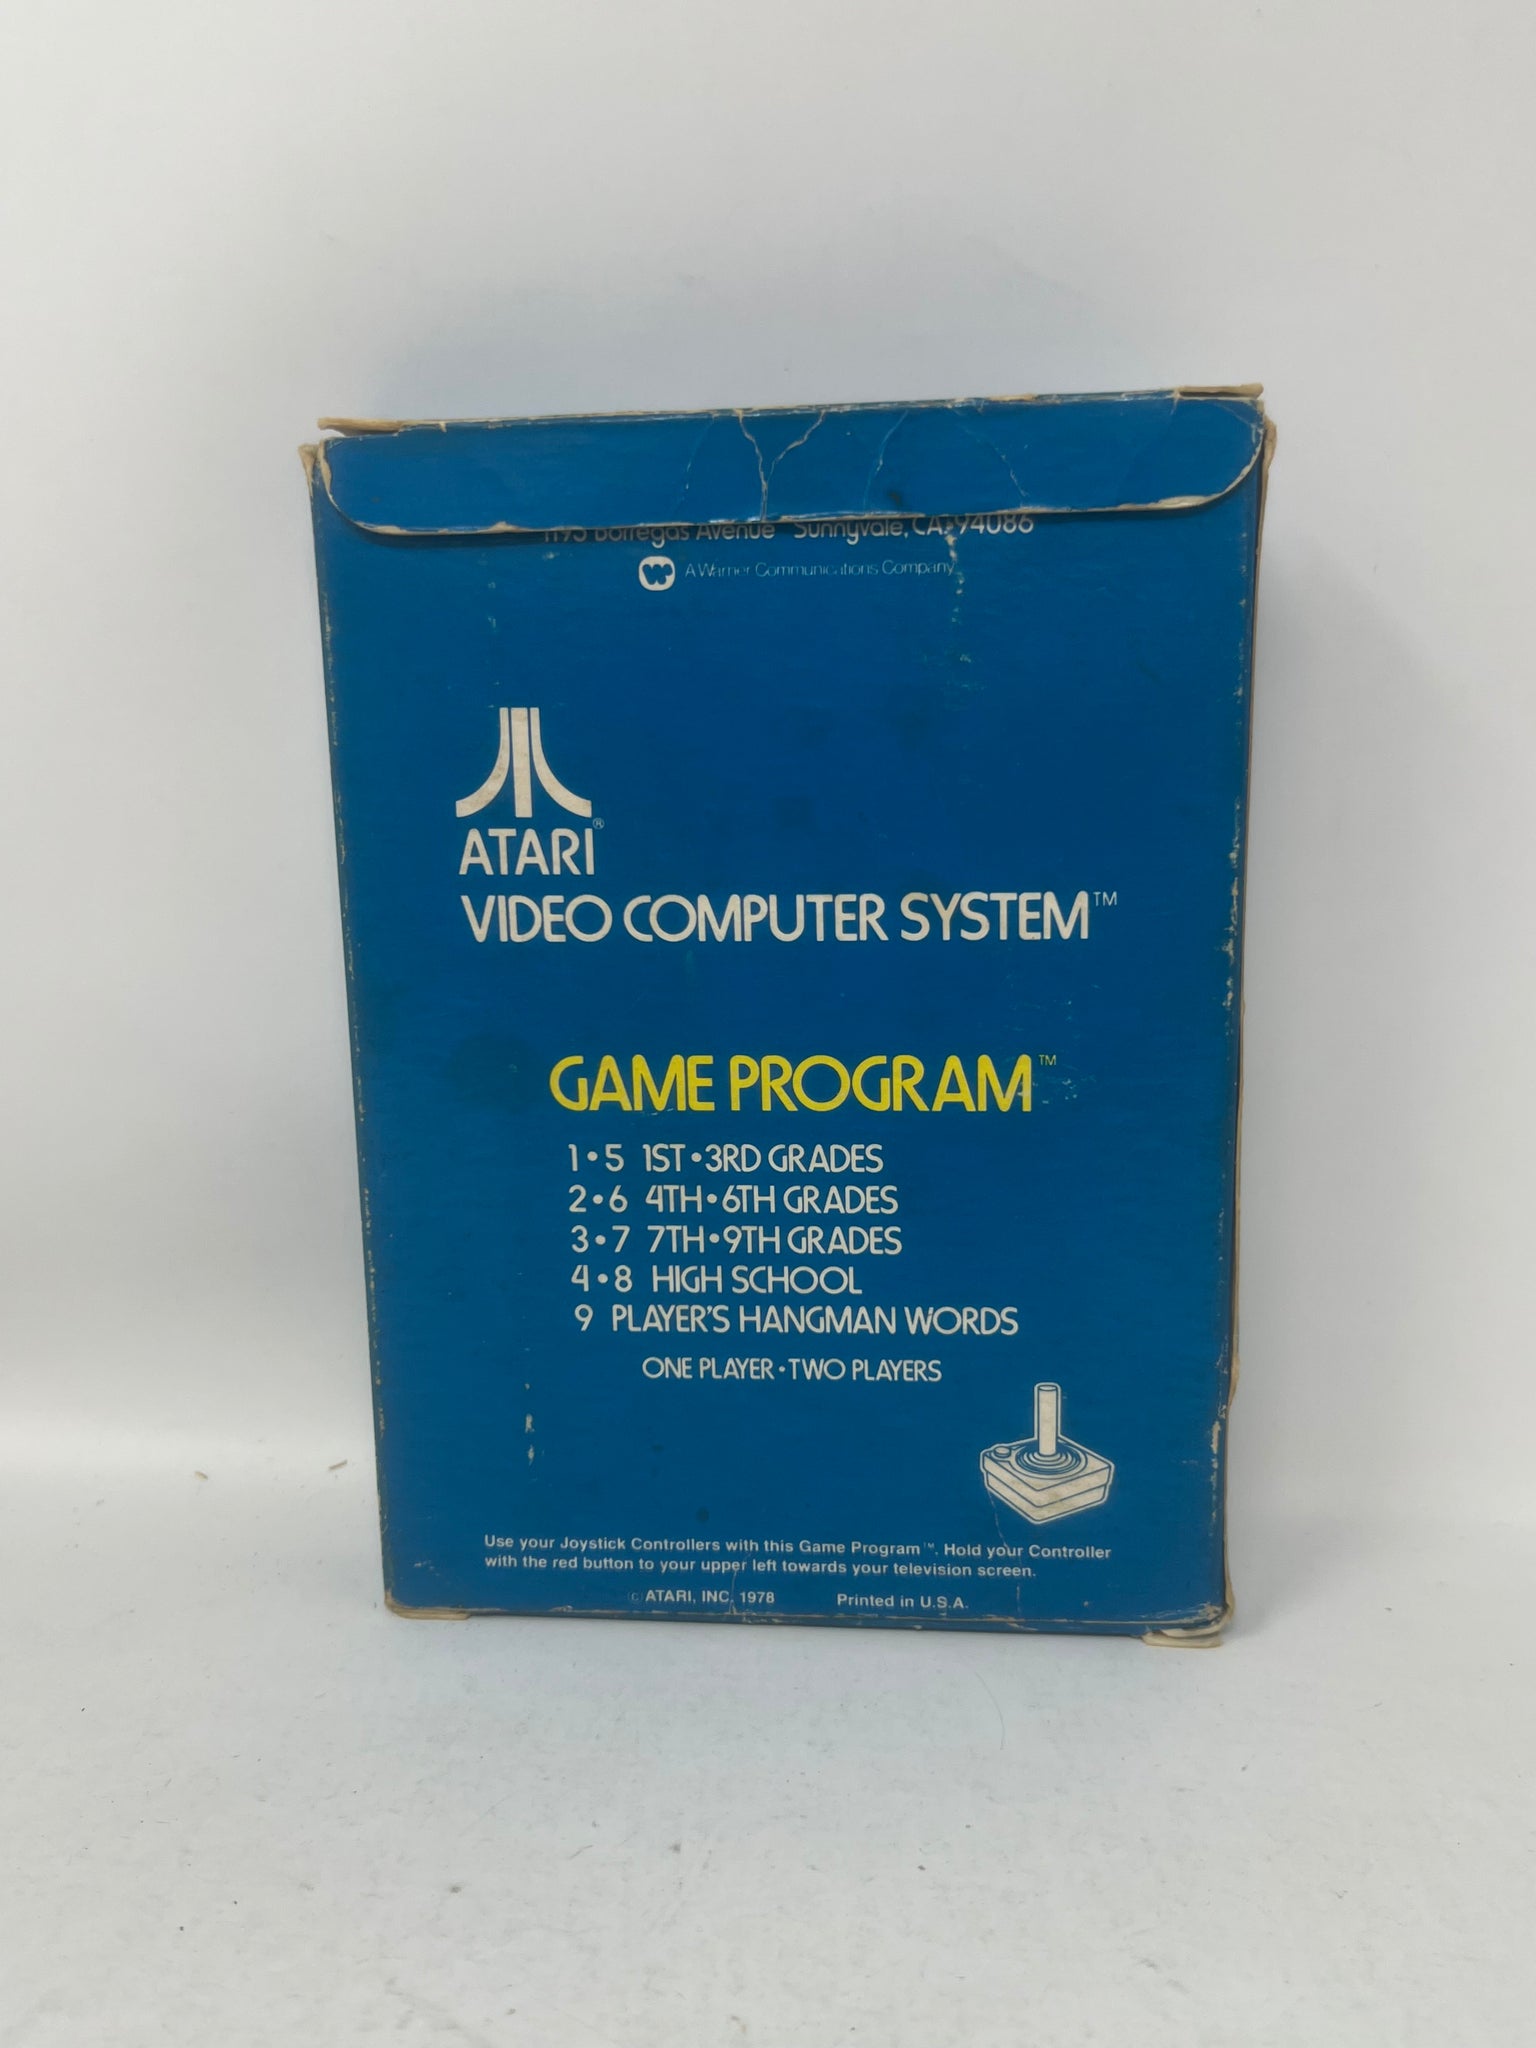 1195 Borregas Avenue Sunnyvale, CA 94086
A Warner Communications Company
ATARI®
VIDEO COMPUTER SYSTEM™
GAME PROGRAM™
1•5 1ST•3RD GRADES
2•6 4TH•6TH GRADES
3•7 7TH•9TH GRADES
4•8 HIGH SCHOOL
9 PLAYER'S HANGMAN WORDS
ONE PLAYER•TWO PLAYERS
Use your Joystick Controllers with this Game Program™. Hold your Controller
with the red button to your upper left towards your television screen.
© ATARI, INC. 1978 Printed in U.S.A.